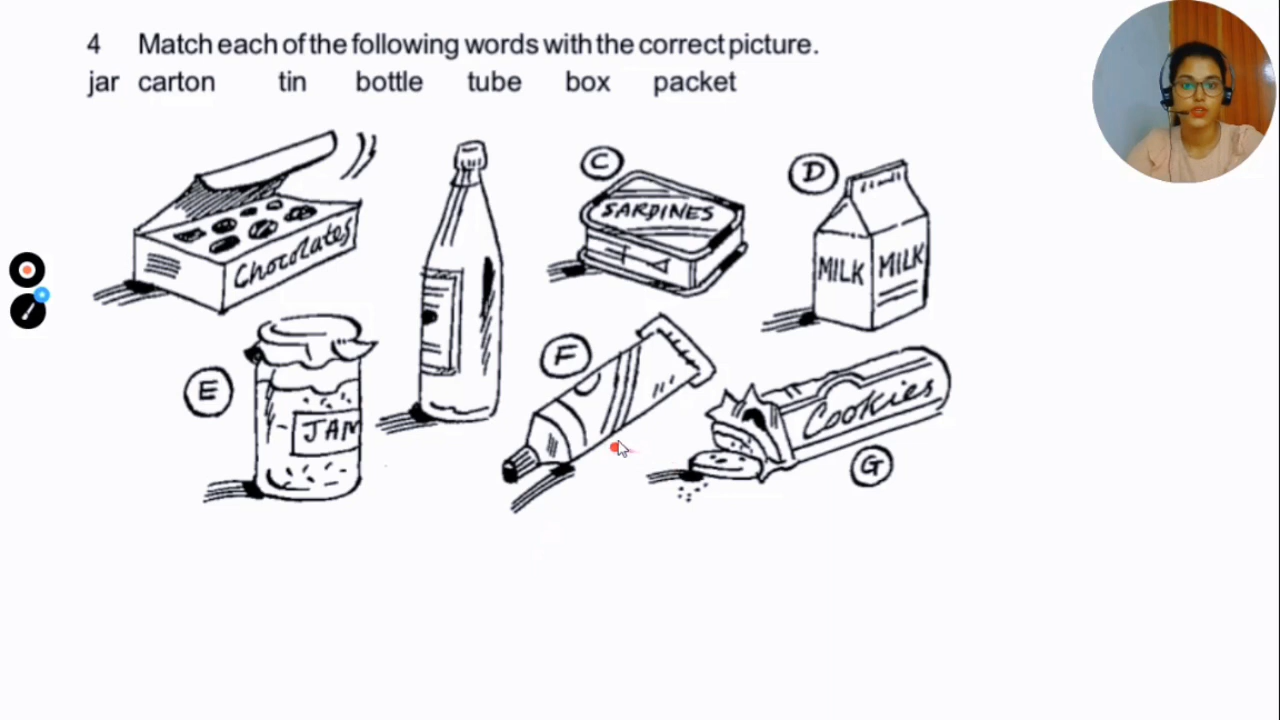 4 Match each of the following words with the correct picture.
jar carton tin bottle tube box packet
Chocolates
C
SARDINES
D
MILK MILK
E
JAM
F
Cookies
G